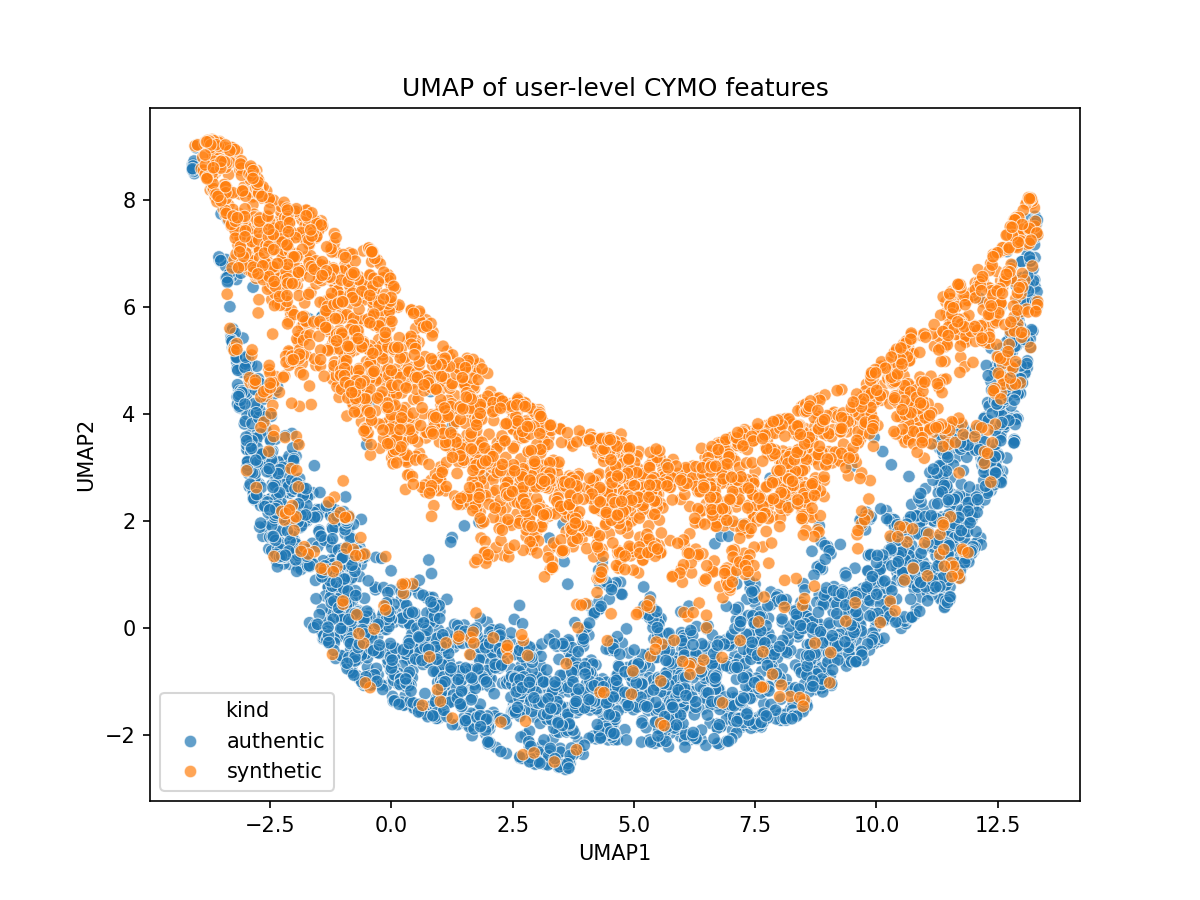 UMAP of user-level CYMO features
8
6
4
2
0
−2
UMAP2
kind
authentic
synthetic
−2.5 0.0 2.5 5.0 7.5 10.0 12.5
UMAP1